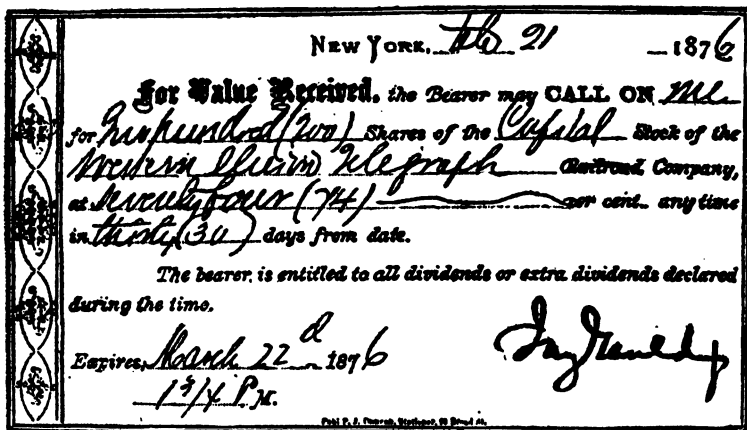 NEW YORK, Feb 21 1876
For Value Received, the Bearer may CALL ON me
for Two hundred (200) Shares of the Capital Stock of the
Western Union Telegraph Railroad Company,
at seventy four (74) per cent. any time
in thirty (30) days from date.
The bearer is entitled to all dividends or extra dividends declared
during the time.
Expires, March 22d 1876
1 3/4 P M.
Jay Gould